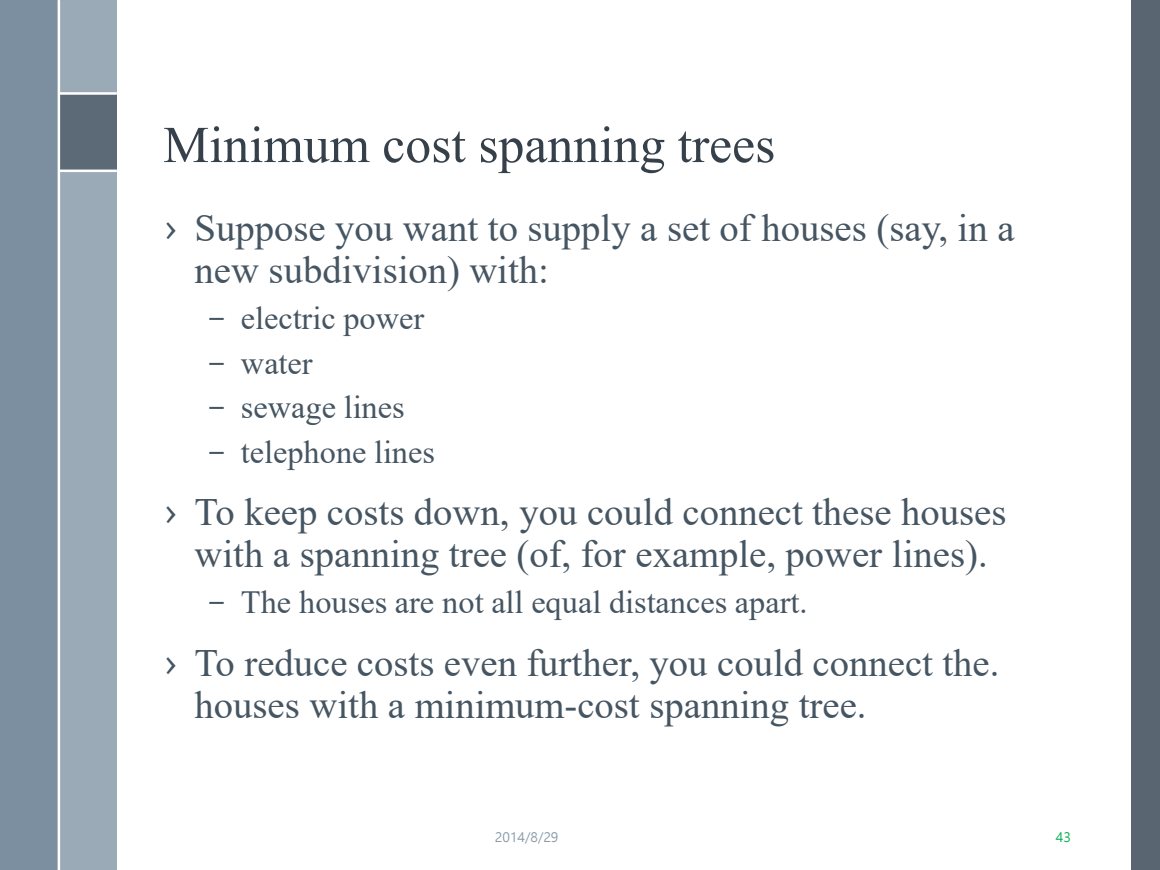 Minimum cost spanning trees
› Suppose you want to supply a set of houses (say, in a
new subdivision) with:
– electric power
– water
– sewage lines
– telephone lines
› To keep costs down, you could connect these houses
with a spanning tree (of, for example, power lines).
– The houses are not all equal distances apart.
› To reduce costs even further, you could connect the.
houses with a minimum-cost spanning tree.
2014/8/29
43